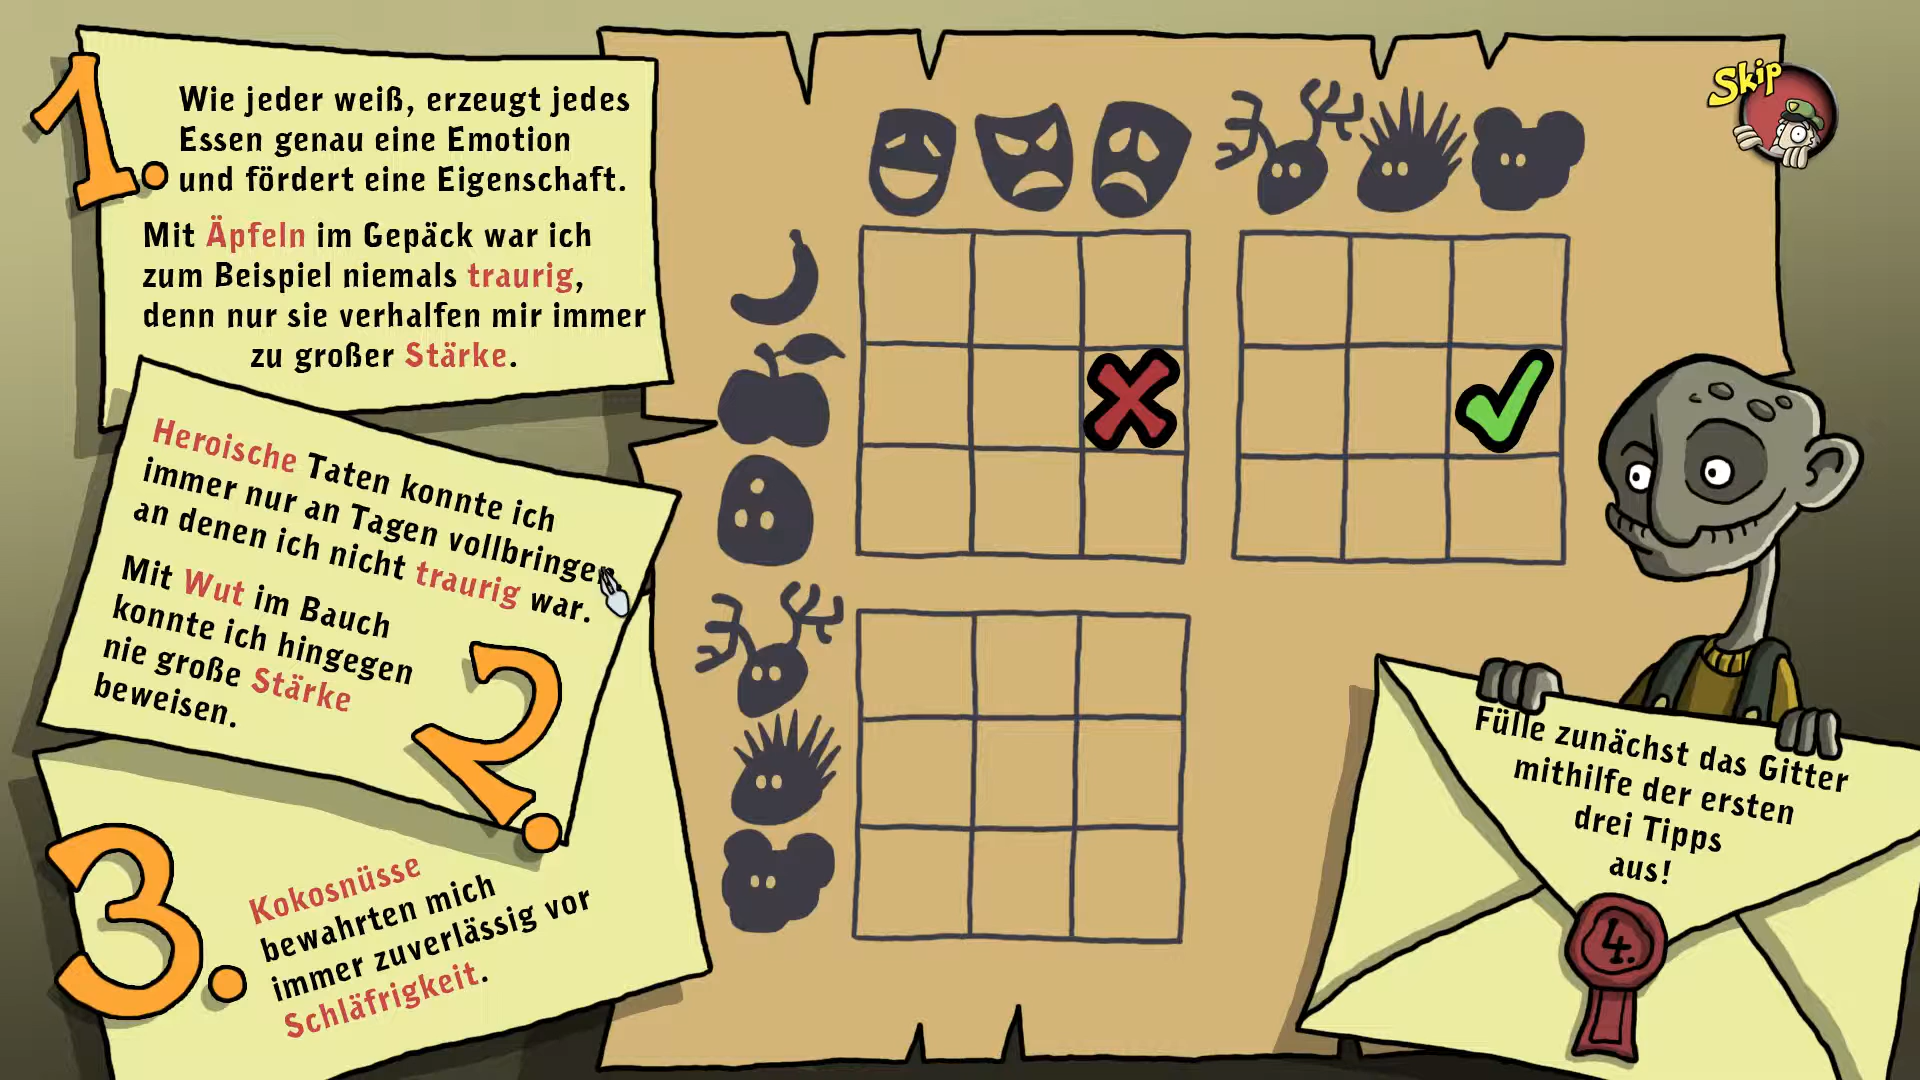 1.
Wie jeder weiß, erzeugt jedes
Essen genau eine Emotion
und fördert eine Eigenschaft.
Mit Äpfeln im Gepäck war ich
zum Beispiel niemals traurig,
denn nur sie verhalfen mir immer
zu großer Stärke.
Heroische Taten konnte ich
immer nur an Tagen vollbringen,
an denen ich nicht traurig war.
Mit Wut im Bauch
konnte ich hingegen
nie große Stärke
beweisen.
2.
3.
Kokosnüsse
bewahrten mich
immer zuverlässig vor
Schläfrigkeit.
Skip
Fülle zunächst das Gitter
mithilfe der ersten
drei Tipps
aus!
4.